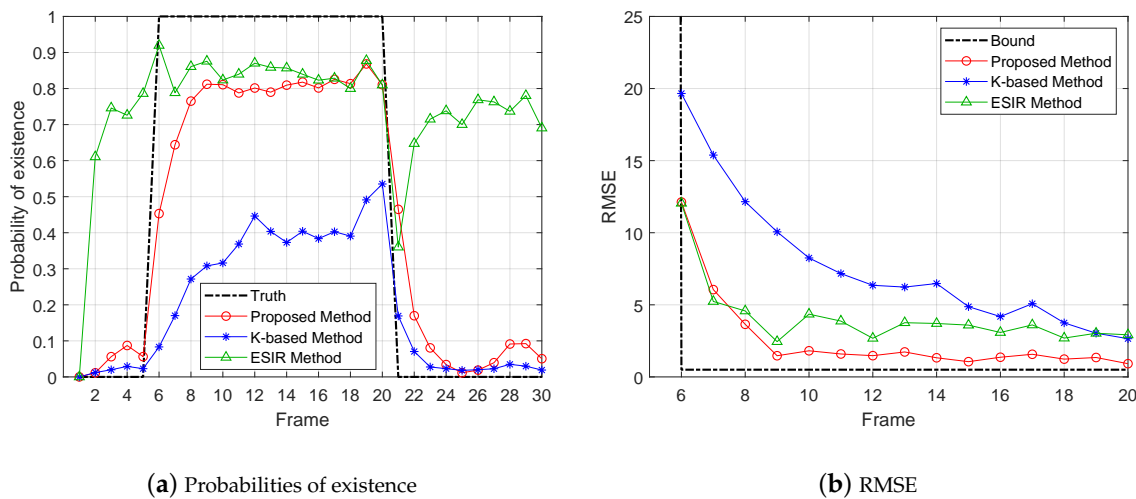 1
0.9
0.8
0.7
0.6
0.5
0.4
0.3
0.2
0.1
0
Probability of existence
2 4 6 8 10 12 14 16 18 20 22 24 26 28 30
Frame
Truth
Proposed Method
K-based Method
ESIR Method
(a) Probabilities of existence
25
20
15
10
5
0
RMSE
6 8 10 12 14 16 18 20
Frame
Bound
Proposed Method
K-based Method
ESIR Method
(b) RMSE